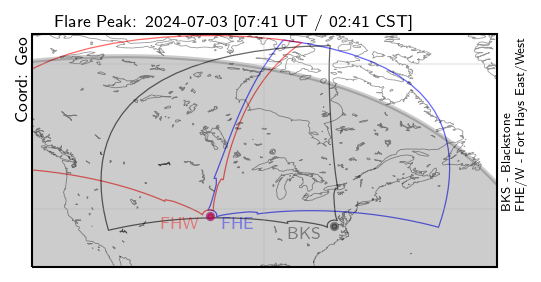 Flare Peak: 2024-07-03 [07:41 UT / 02:41 CST]
Coord: Geo
FHW
FHE
BKS
BKS - Blackstone
FHE/W - Fort Hays East/West